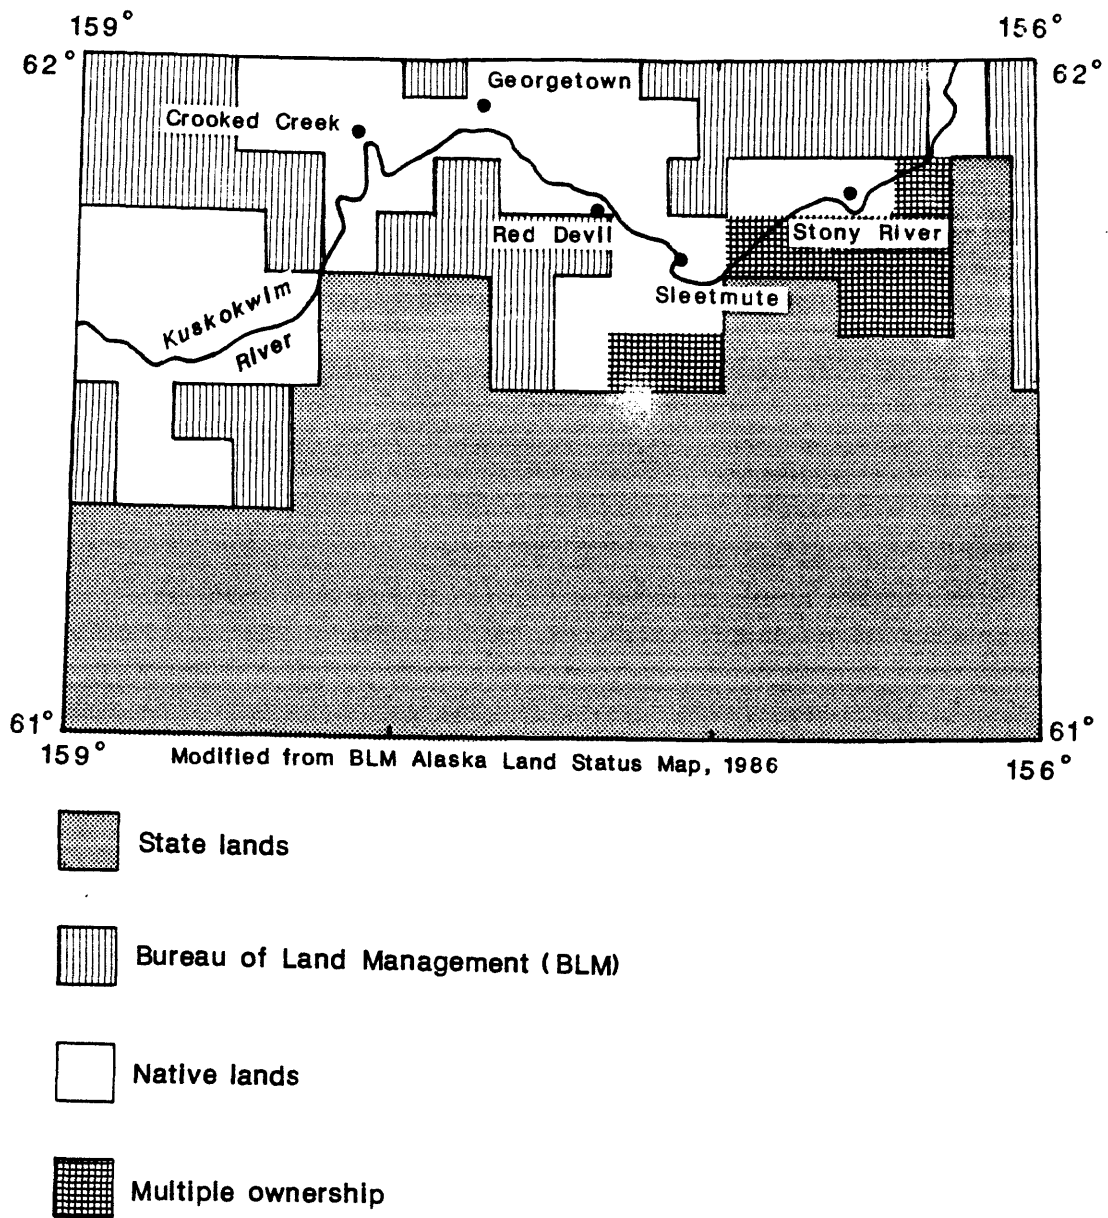 159° 156°
62° 62°
Georgetown
Crooked Creek
Red Devil
Stony River
Sleetmute
Kuskokwim
River
61° 61°
159° 156°
Modified from BLM Alaska Land Status Map, 1986
State lands
Bureau of Land Management (BLM)
Native lands
Multiple ownership